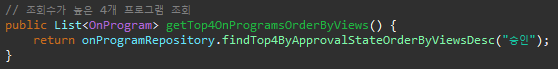 // 조회수가 높은 4개 프로그램 조회
public List<OnProgram> getTop4OnProgramsOrderByViews() {
    return onProgramRepository.findTop4ByApprovalStateOrderByViewsDesc("승인");
}